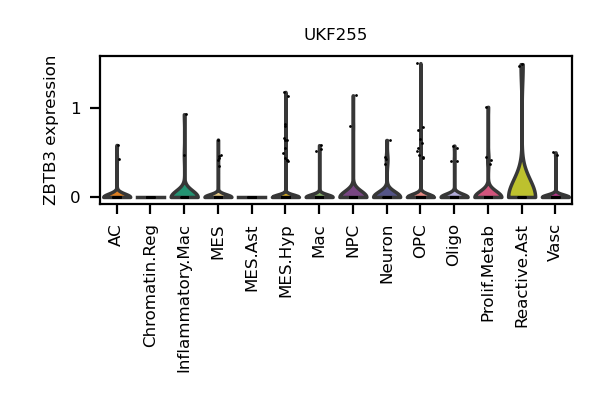 UKF255
ZBTB3 expression
1
0
AC
Chromatin.Reg
Inflammatory.Mac
MES
MES.Ast
MES.Hyp
Mac
NPC
Neuron
OPC
Oligo
Prolif.Metab
Reactive.Ast
Vasc